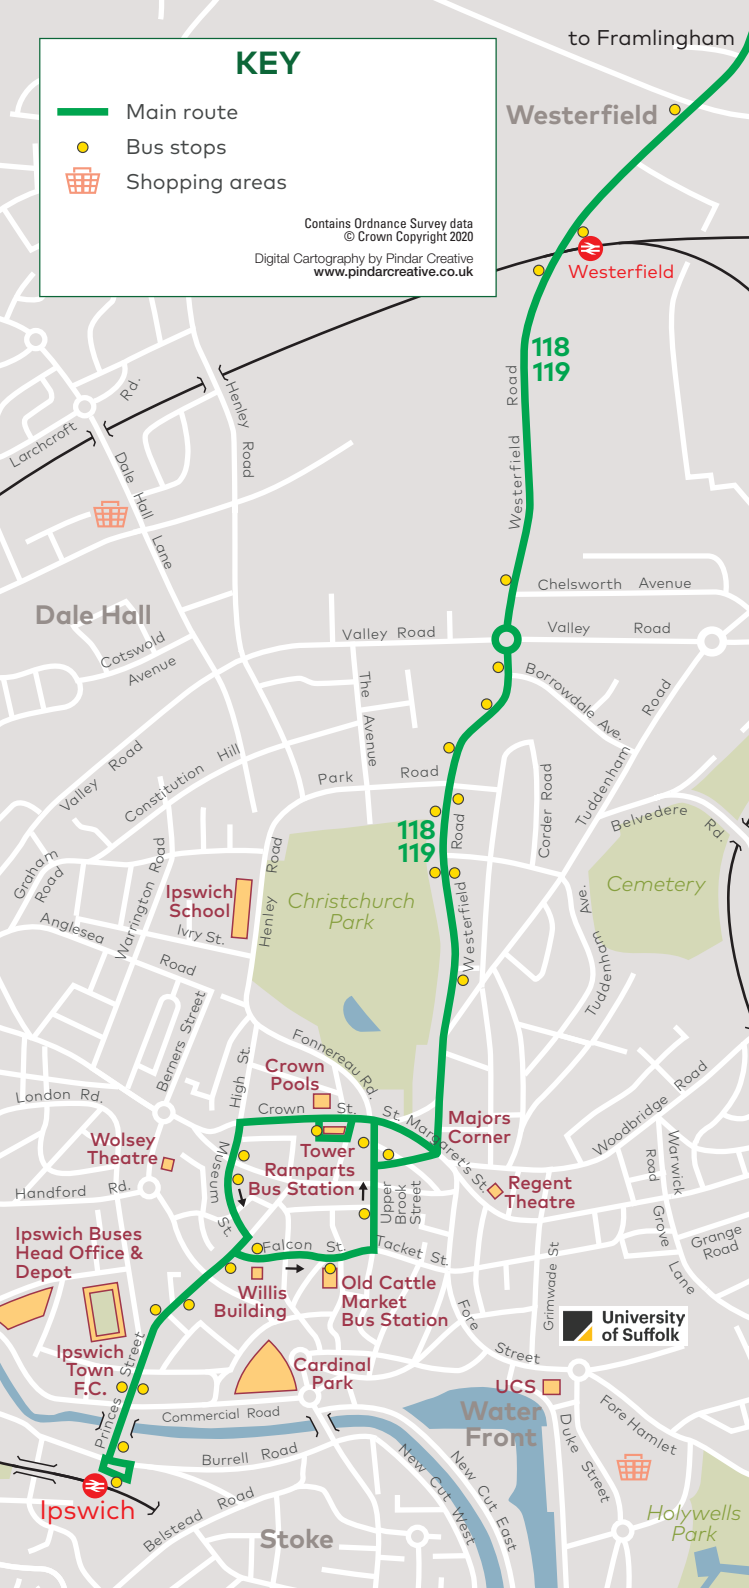 to Framlingham
KEY
Main route
Bus stops
Shopping areas
Contains Ordnance Survey data
© Crown Copyright 2020
Digital Cartography by Pindar Creative
www.pindarcreative.co.uk
Westerfield
Westerfield
118
119
Westerfield Road
Larchcroft Rd.
Henley Road
Dale Hall Lane
Dale Hall
Chelsworth Avenue
Valley Road
Valley Road
Cotswold
Avenue
The Avenue
Borrowdale Ave.
Tuddenham Road
Valley Road
Constitution Hill
Park Road
118
119
Westerfield Road
Corder Road
Belvedere Rd.
Graham
Road
Warrington Road
Henley Road
Ipswich
School
Christchurch
Park
Cemetery
Anglesea Road
Ivry St.
Tuddenham Ave.
Berners Street
Fonnereau Rd.
High St.
Crown
Pools
London Rd.
Crown St.
St. Margaret's St.
Majors
Corner
Woodbridge Road
Wolsey
Theatre
Museum St.
Tower
Ramparts
Bus Station
Upper
Brook
Street
Regent
Theatre
Warwick
Road
Handford Rd.
Grove Lane
Grange
Road
Ipswich Buses
Head Office &
Depot
Falcon St.
Tacket St.
Grimwade St
Willis
Building
Old Cattle
Market
Bus Station
Fore Street
University
of Suffolk
Ipswich
Town
F.C.
Princes Street
Cardinal
Park
UCS
Water
Front
Commercial Road
Fore Hamlet
Duke Street
Burrell Road
New Cut West
New Cut East
Ipswich
Belstead Road
Stoke
Holywells
Park